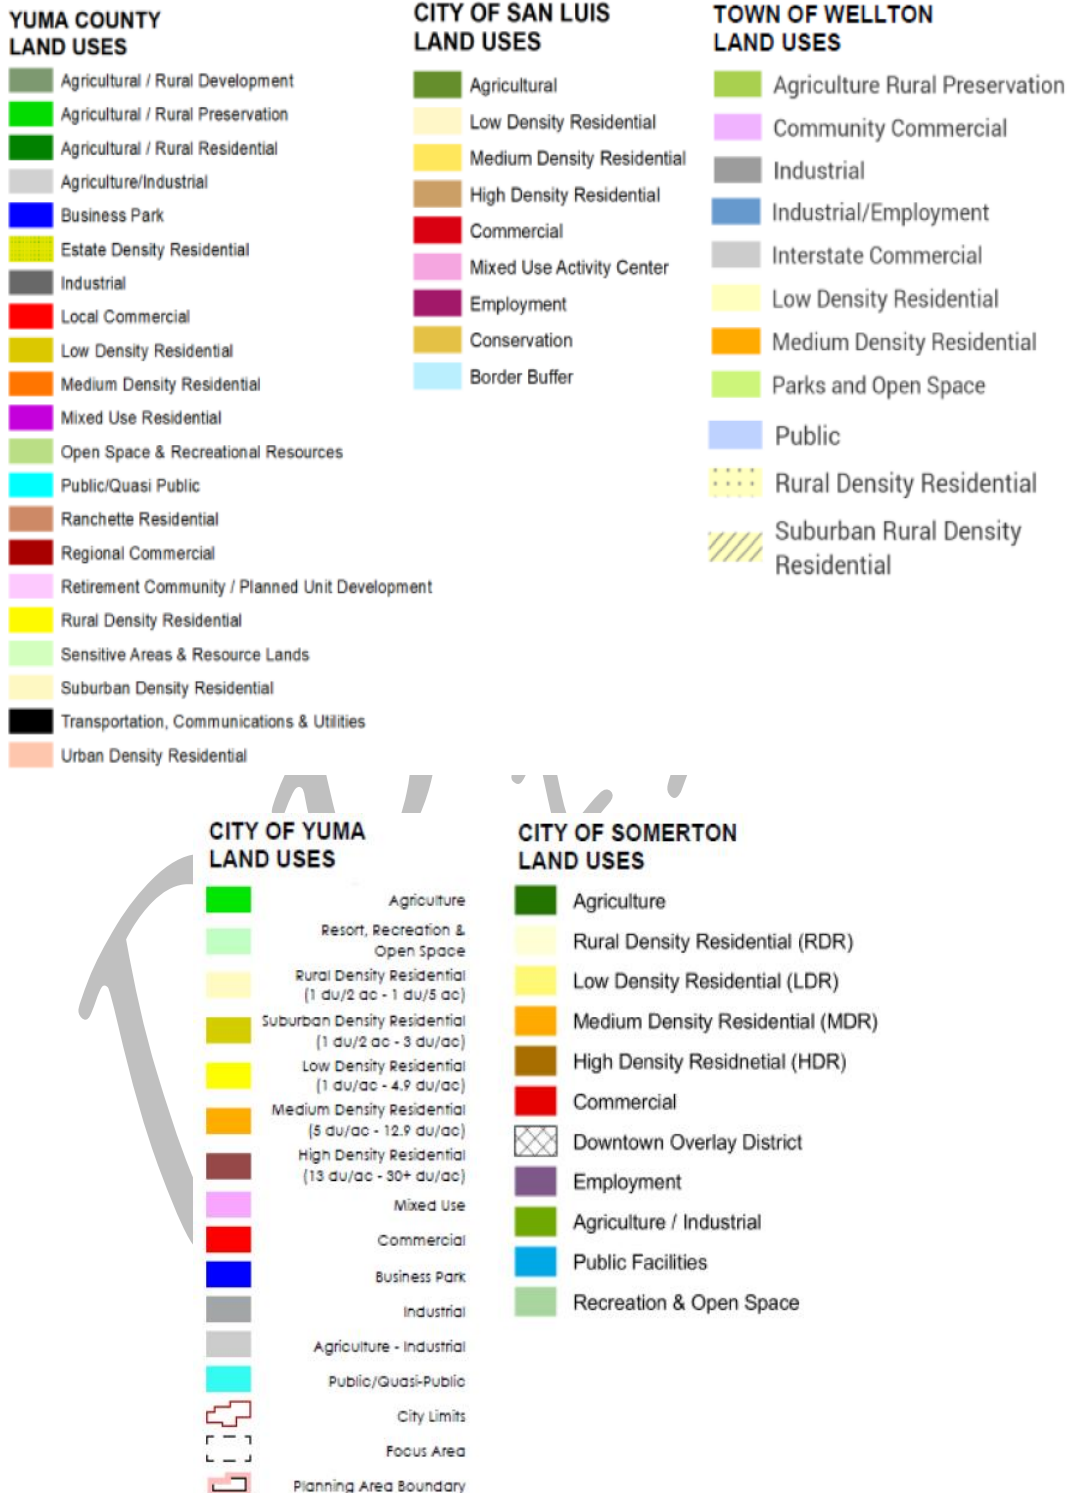 YUMA COUNTY
LAND USES
Agricultural / Rural Development
Agricultural / Rural Preservation
Agricultural / Rural Residential
Agriculture/Industrial
Business Park
Estate Density Residential
Industrial
Local Commercial
Low Density Residential
Medium Density Residential
Mixed Use Residential
Open Space & Recreational Resources
Public/Quasi Public
Ranchette Residential
Regional Commercial
Retirement Community / Planned Unit Development
Rural Density Residential
Sensitive Areas & Resource Lands
Suburban Density Residential
Transportation, Communications & Utilities
Urban Density Residential
CITY OF SAN LUIS
LAND USES
Agricultural
Low Density Residential
Medium Density Residential
High Density Residential
Commercial
Mixed Use Activity Center
Employment
Conservation
Border Buffer
TOWN OF WELLTON
LAND USES
Agriculture Rural Preservation
Community Commercial
Industrial
Industrial/Employment
Interstate Commercial
Low Density Residential
Medium Density Residential
Parks and Open Space
Public
Rural Density Residential
Suburban Rural Density
Residential
CITY OF YUMA
LAND USES
Agriculture
Resort, Recreation &
Open Space
Rural Density Residential
(1 du/2 ac - 1 du/5 ac)
Suburban Density Residential
(1 du/2 ac - 3 du/ac)
Low Density Residential
(1 du/ac - 4.9 du/ac)
Medium Density Residential
(5 du/ac - 12.9 du/ac)
High Density Residential
(13 du/ac - 30+ du/ac)
Mixed Use
Commercial
Business Park
Industrial
Agriculture - Industrial
Public/Quasi-Public
City Limits
Focus Area
Planning Area Boundary
CITY OF SOMERTON
LAND USES
Agriculture
Rural Density Residential (RDR)
Low Density Residential (LDR)
Medium Density Residential (MDR)
High Density Residnetial (HDR)
Commercial
Downtown Overlay District
Employment
Agriculture / Industrial
Public Facilities
Recreation & Open Space